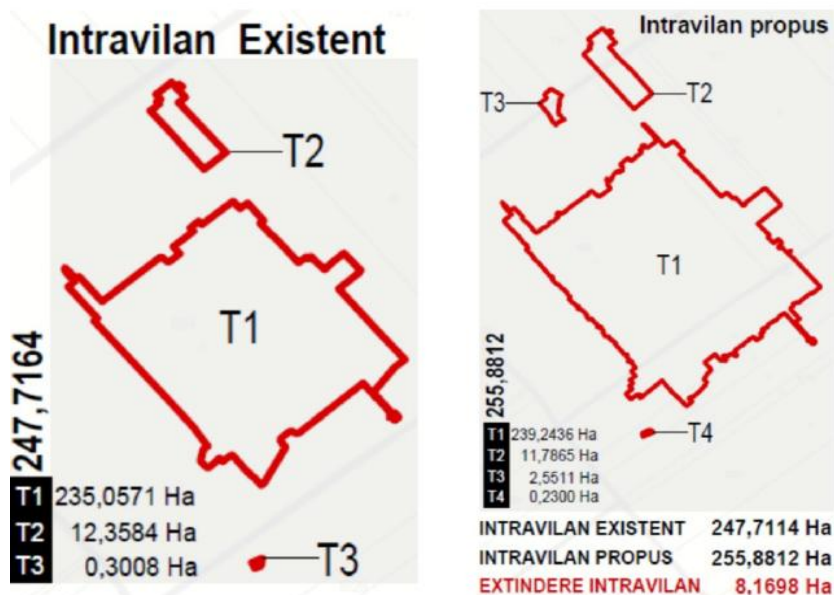 Intravilan Existent
T2
T1
247,7164
T1 235,0571 Ha
T2 12,3584 Ha
T3 0,3008 Ha
T3
Intravilan propus
T3
T2
T1
255,8812
T1 239,2436 Ha
T2 11,7865 Ha
T3 2,5511 Ha
T4 0,2300 Ha
T4
INTRAVILAN EXISTENT 247,7114 Ha
INTRAVILAN PROPUS 255,8812 Ha
EXTINDERE INTRAVILAN 8,1698 Ha